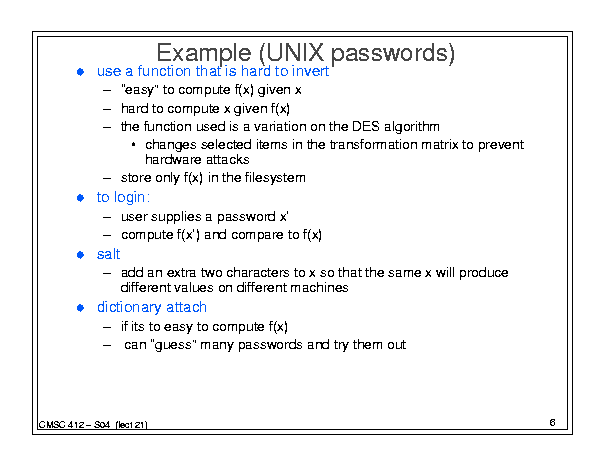 Example (UNIX passwords)
● use a function that is hard to invert
– "easy" to compute f(x) given x
– hard to compute x given f(x)
– the function used is a variation on the DES algorithm
• changes selected items in the transformation matrix to prevent
hardware attacks
– store only f(x) in the filesystem
● to login:
– user supplies a password x'
– compute f(x') and compare to f(x)
● salt
– add an extra two characters to x so that the same x will produce
different values on different machines
● dictionary attach
– if its to easy to compute f(x)
– can "guess" many passwords and try them out
CMSC 412 – S04 (lect 21)
6